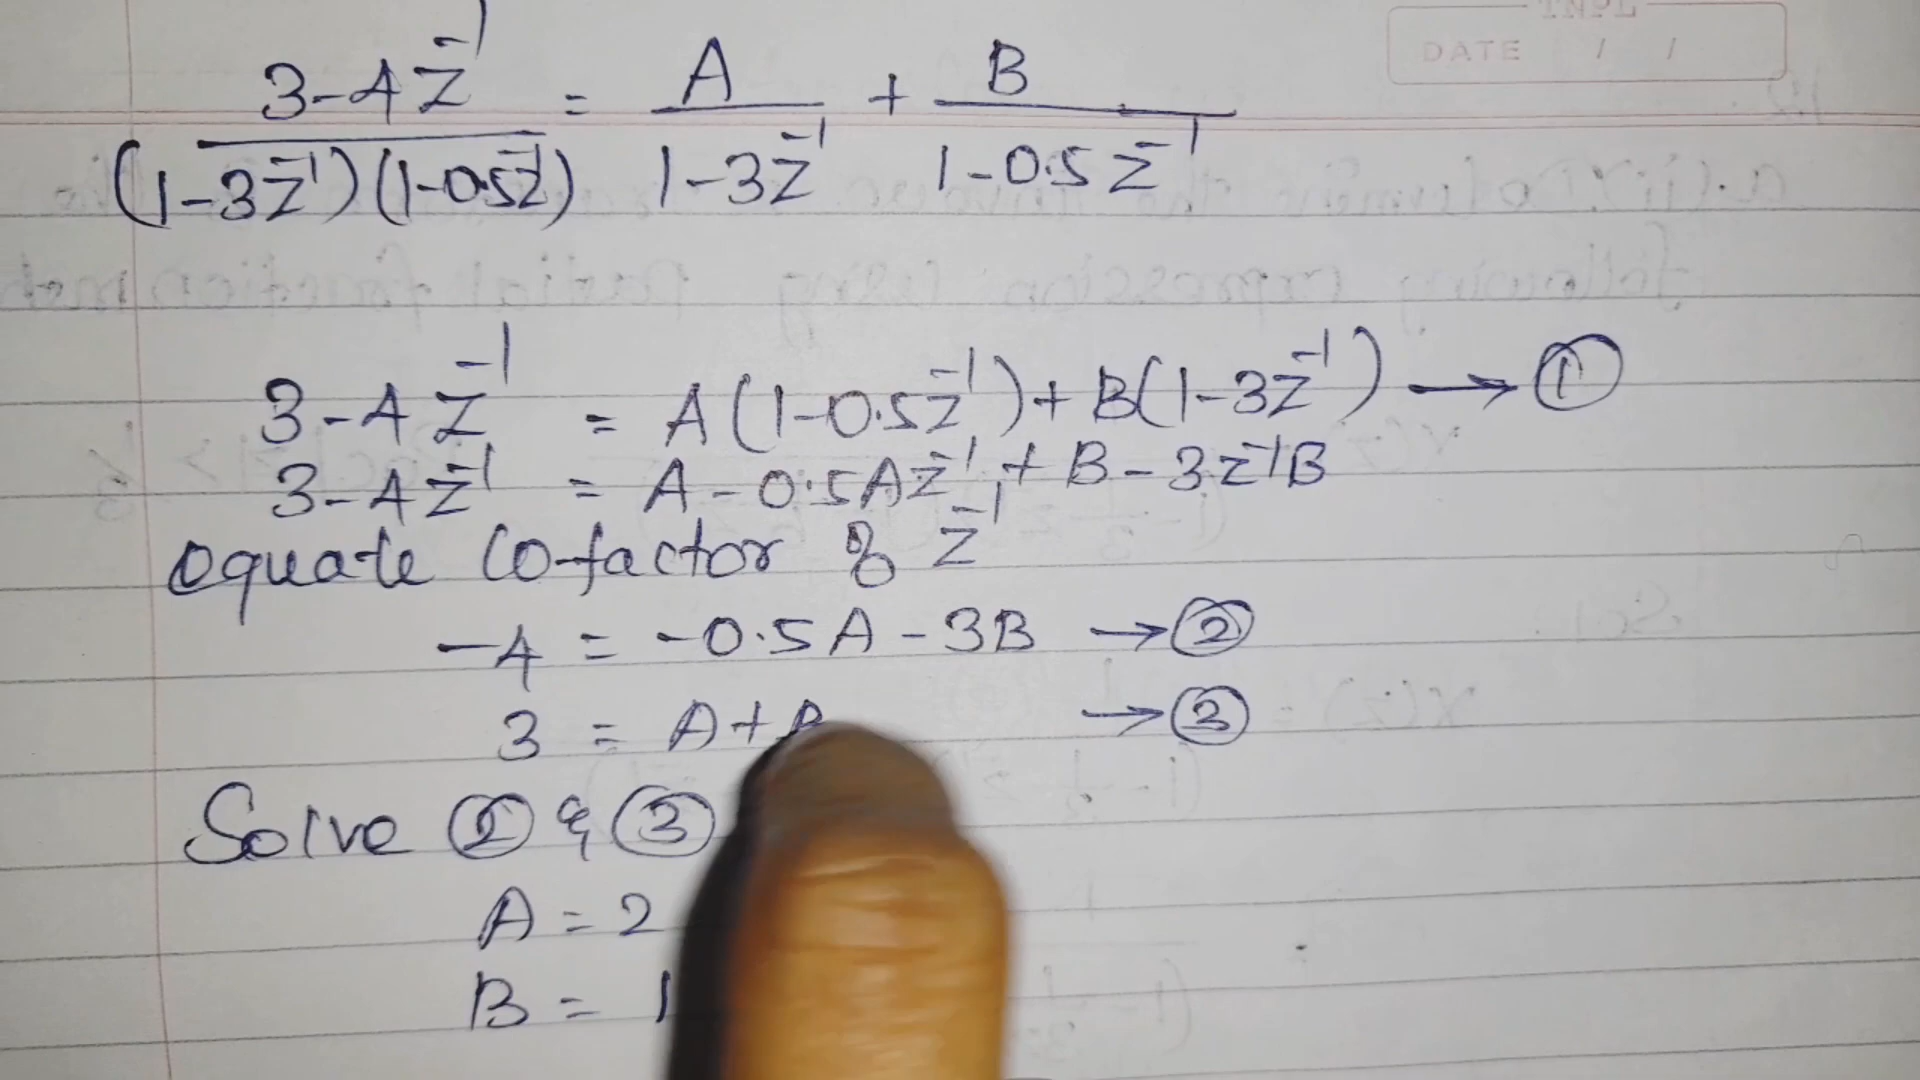 TNPL
DATE / /
3-4z⁻¹ / (1-3z⁻¹)(1-0.5z⁻¹) = A / 1-3z⁻¹ + B / 1-0.5z⁻¹
3-4z⁻¹ = A(1-0.5z⁻¹)+B(1-3z⁻¹) → ①
3-4z⁻¹ = A-0.5Az⁻¹+B-3z⁻¹B
equate co-factor of z⁻¹
-4 = -0.5A-3B → ②
3 = A+B → ③
Solve ② & ③
A=2
B=1